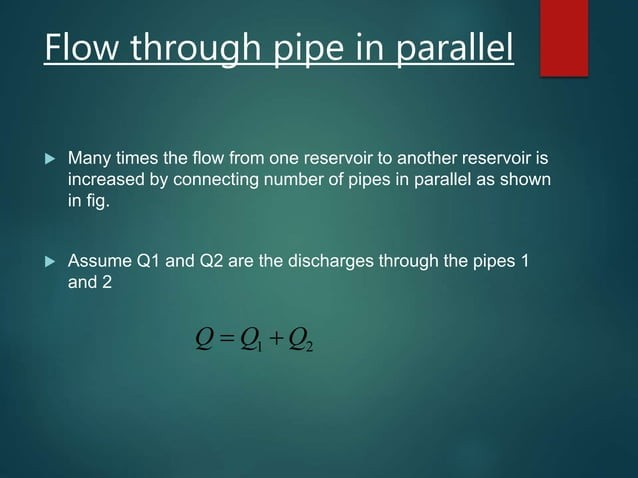 Flow through pipe in parallel
Many times the flow from one reservoir to another reservoir is
increased by connecting number of pipes in parallel as shown
in fig.
Assume Q1 and Q2 are the discharges through the pipes 1
and 2
Q = Q₁ + Q₂